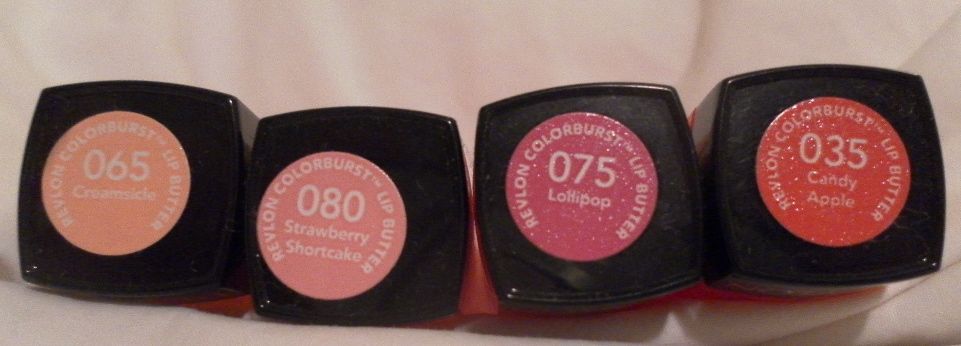 REVLON COLORBURST™ LIP BUTTER
065
Creamsicle
REVLON COLORBURST™ LIP BUTTER
080
Strawberry
Shortcake
REVLON COLORBURST™ LIP BUTTER
075
Lollipop
REVLON COLORBURST™ LIP BUTTER
035
Candy
Apple